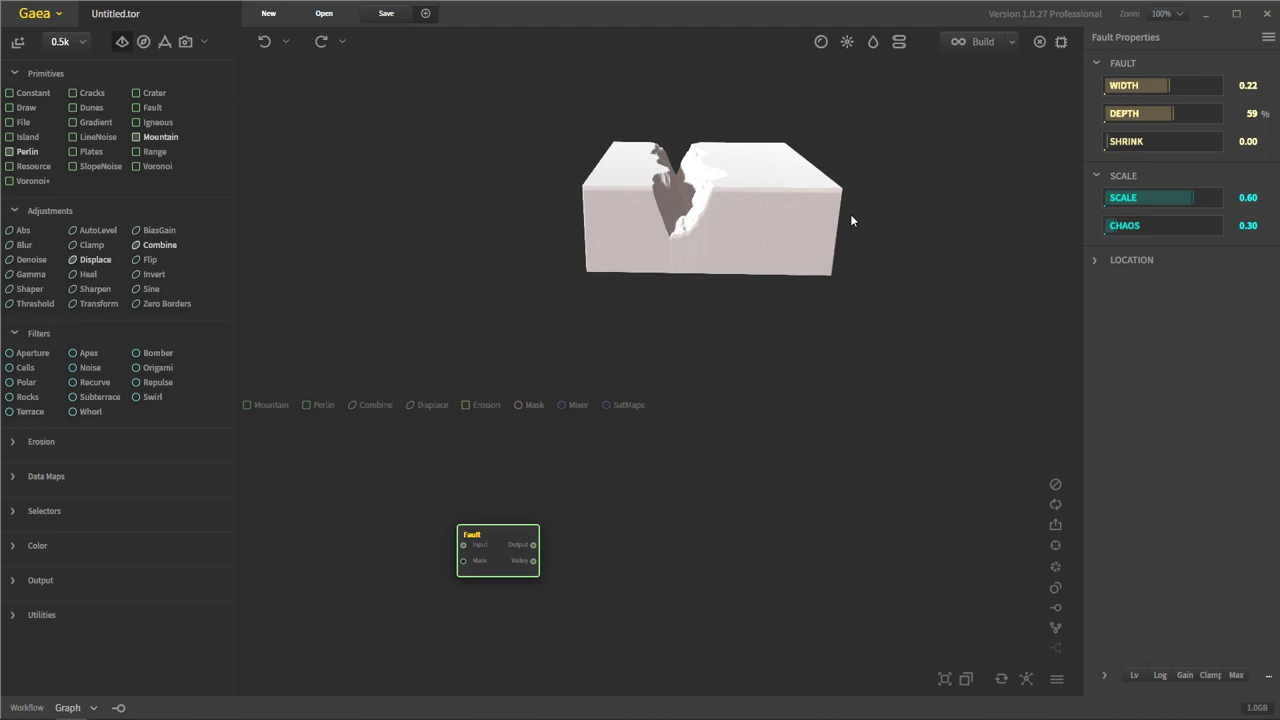 Gaea
Untitled.tor
New
Open
Save
Version 1.0.27 Professional
Zoom
100%
0.5k
Build
Fault Properties
Primitives
Constant
Cracks
Crater
Draw
Dunes
Fault
File
Gradient
Igneous
Island
LineNoise
Mountain
Perlin
Plates
Range
Resource
SlopeNoise
Voronoi
Voronoi+
Adjustments
Abs
AutoLevel
BiasGain
Blur
Clamp
Combine
Denoise
Displace
Flip
Gamma
Heal
Invert
Shaper
Sharpen
Sine
Threshold
Transform
Zero Borders
Filters
Aperture
Apex
Bomber
Cells
Noise
Origami
Polar
Recurve
Repulse
Rocks
Subterrace
Swirl
Terrace
Whorl
Erosion
Data Maps
Selectors
Color
Output
Utilities
Mountain
Perlin
Combine
Displace
Erosion
Mask
Mixer
SatMaps
Fault
Input
Output
Mask
Valley
FAULT
WIDTH 0.22
DEPTH 59 %
SHRINK 0.00
SCALE
SCALE 0.60
CHAOS 0.30
LOCATION
Lv
Log
Gain
Clamp
Max
...
Workflow
Graph
1.0GB